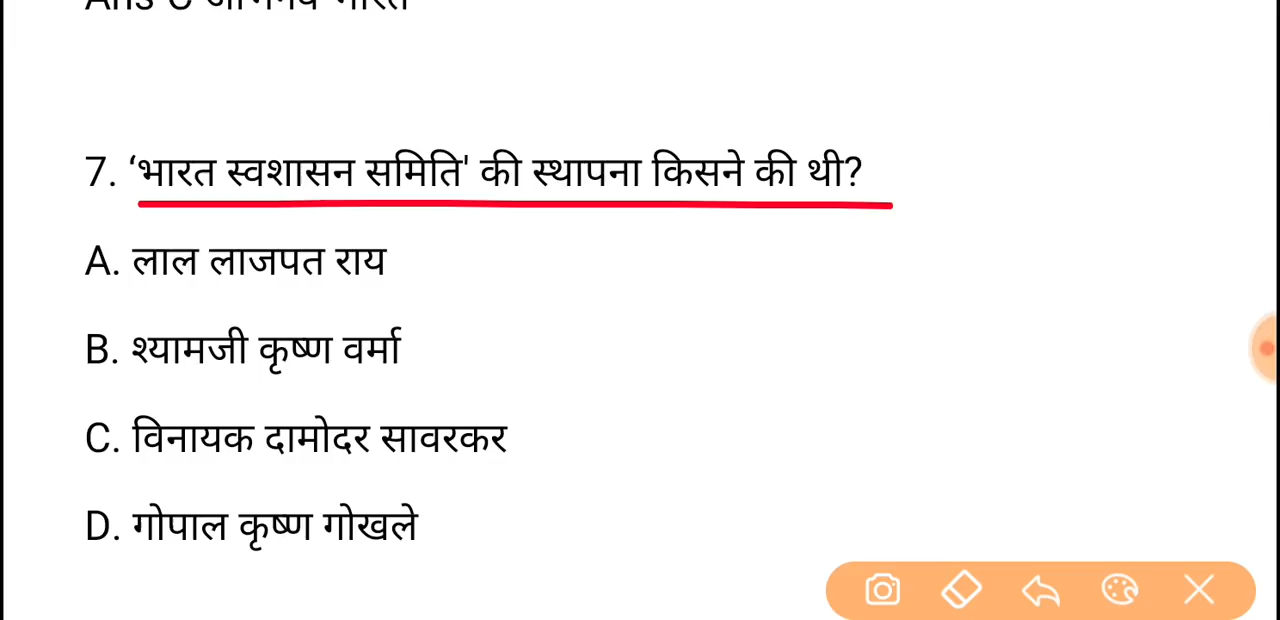 7. ‘भारत स्वशासन समिति' की स्थापना किसने की थी?
A. लाल लाजपत राय
B. श्यामजी कृष्ण वर्मा
C. विनायक दामोदर सावरकर
D. गोपाल कृष्ण गोखले